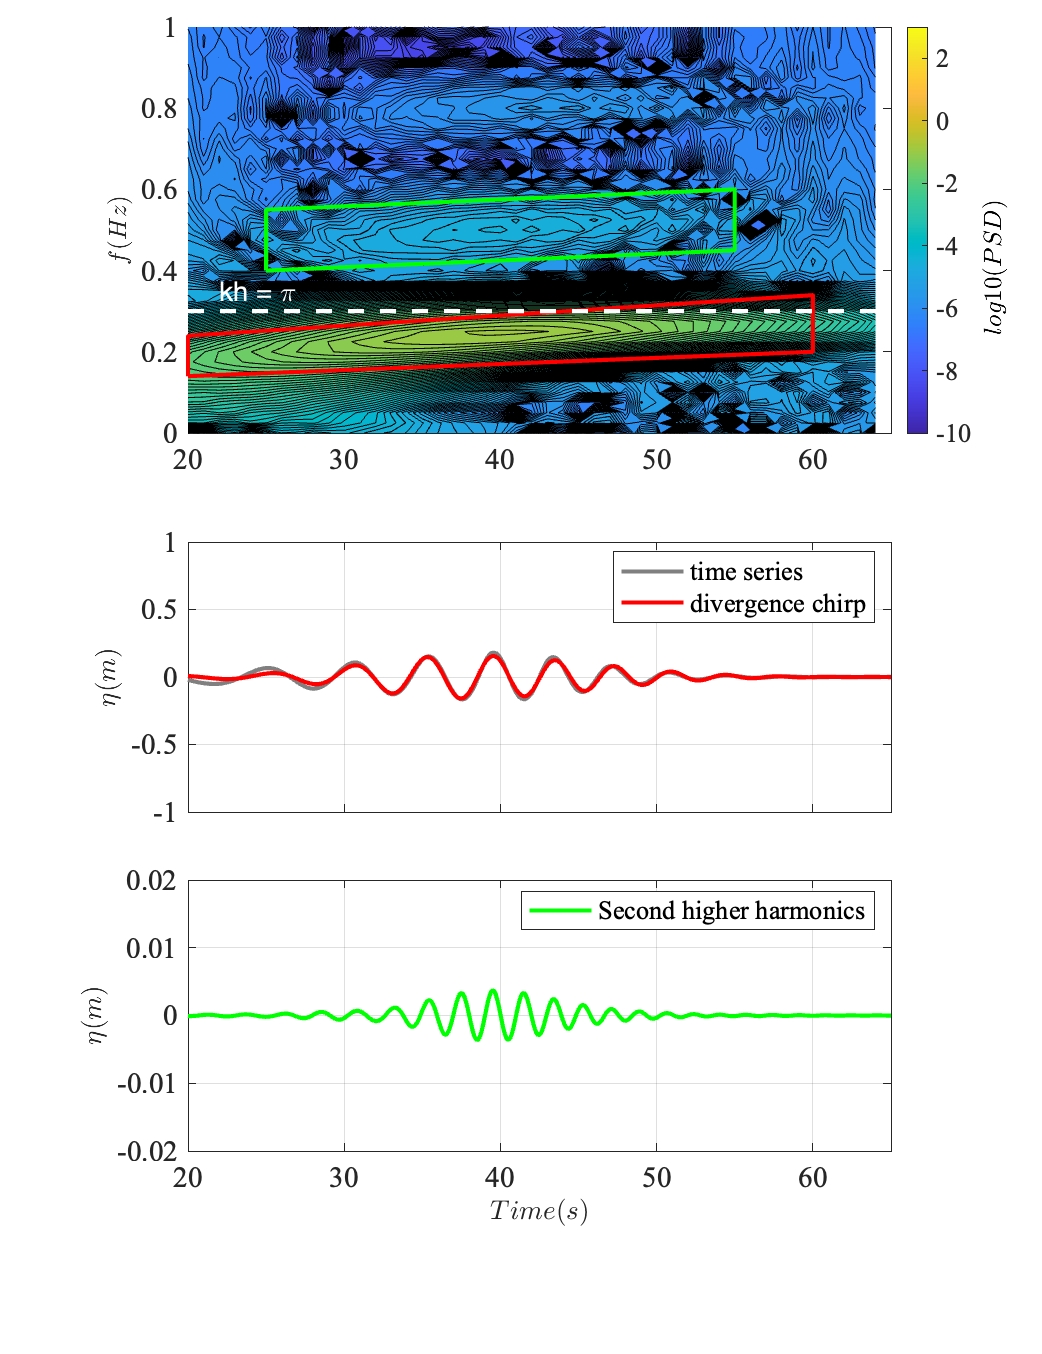 1
0.8
0.6
0.4
0.2
0
f(Hz)
kh = π
20 30 40 50 60
2
0
-2
-4
-6
-8
-10
log10(PSD)
1
0.5
0
-0.5
-1
η(m)
time series
divergence chirp
0.02
0.01
0
-0.01
-0.02
η(m)
Second higher harmonics
20 30 40 50 60
Time(s)